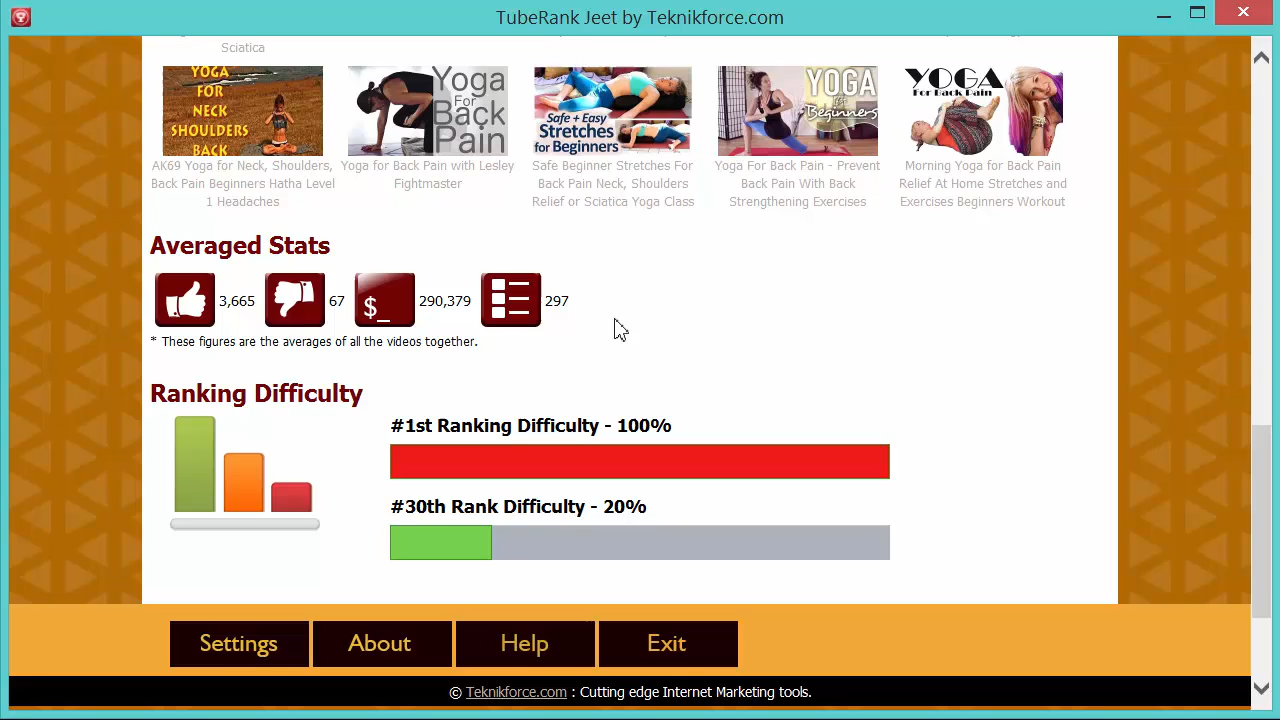 TubeRank Jeet by Teknikforce.com
Sciatica
YOGA
FOR
NECK
SHOULDERS
BACK
Yoga
For
Back
Pain
Safe + Easy
Stretches
for Beginners
YOGA
for
Beginners
YOGA
For Back Pain
AK69 Yoga for Neck, Shoulders,
Back Pain Beginners Hatha Level
1 Headaches
Yoga for Back Pain with Lesley
Fightmaster
Safe Beginner Stretches For
Back Pain Neck, Shoulders
Relief or Sciatica Yoga Class
Yoga For Back Pain - Prevent
Back Pain With Back
Strengthening Exercises
Morning Yoga for Back Pain
Relief At Home Stretches and
Exercises Beginners Workout
Averaged Stats
3,665 67 $_ 290,379 297
* These figures are the averages of all the videos together.
Ranking Difficulty
#1st Ranking Difficulty - 100%
#30th Rank Difficulty - 20%
Settings About Help Exit
© Teknikforce.com : Cutting edge Internet Marketing tools.